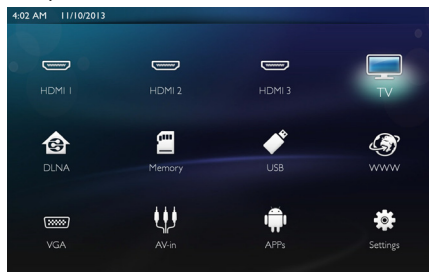 4:02 AM 11/10/2013
HDMI 1 HDMI 2 HDMI 3 TV
DLNA Memory USB WWW
VGA AV-in APPs Settings